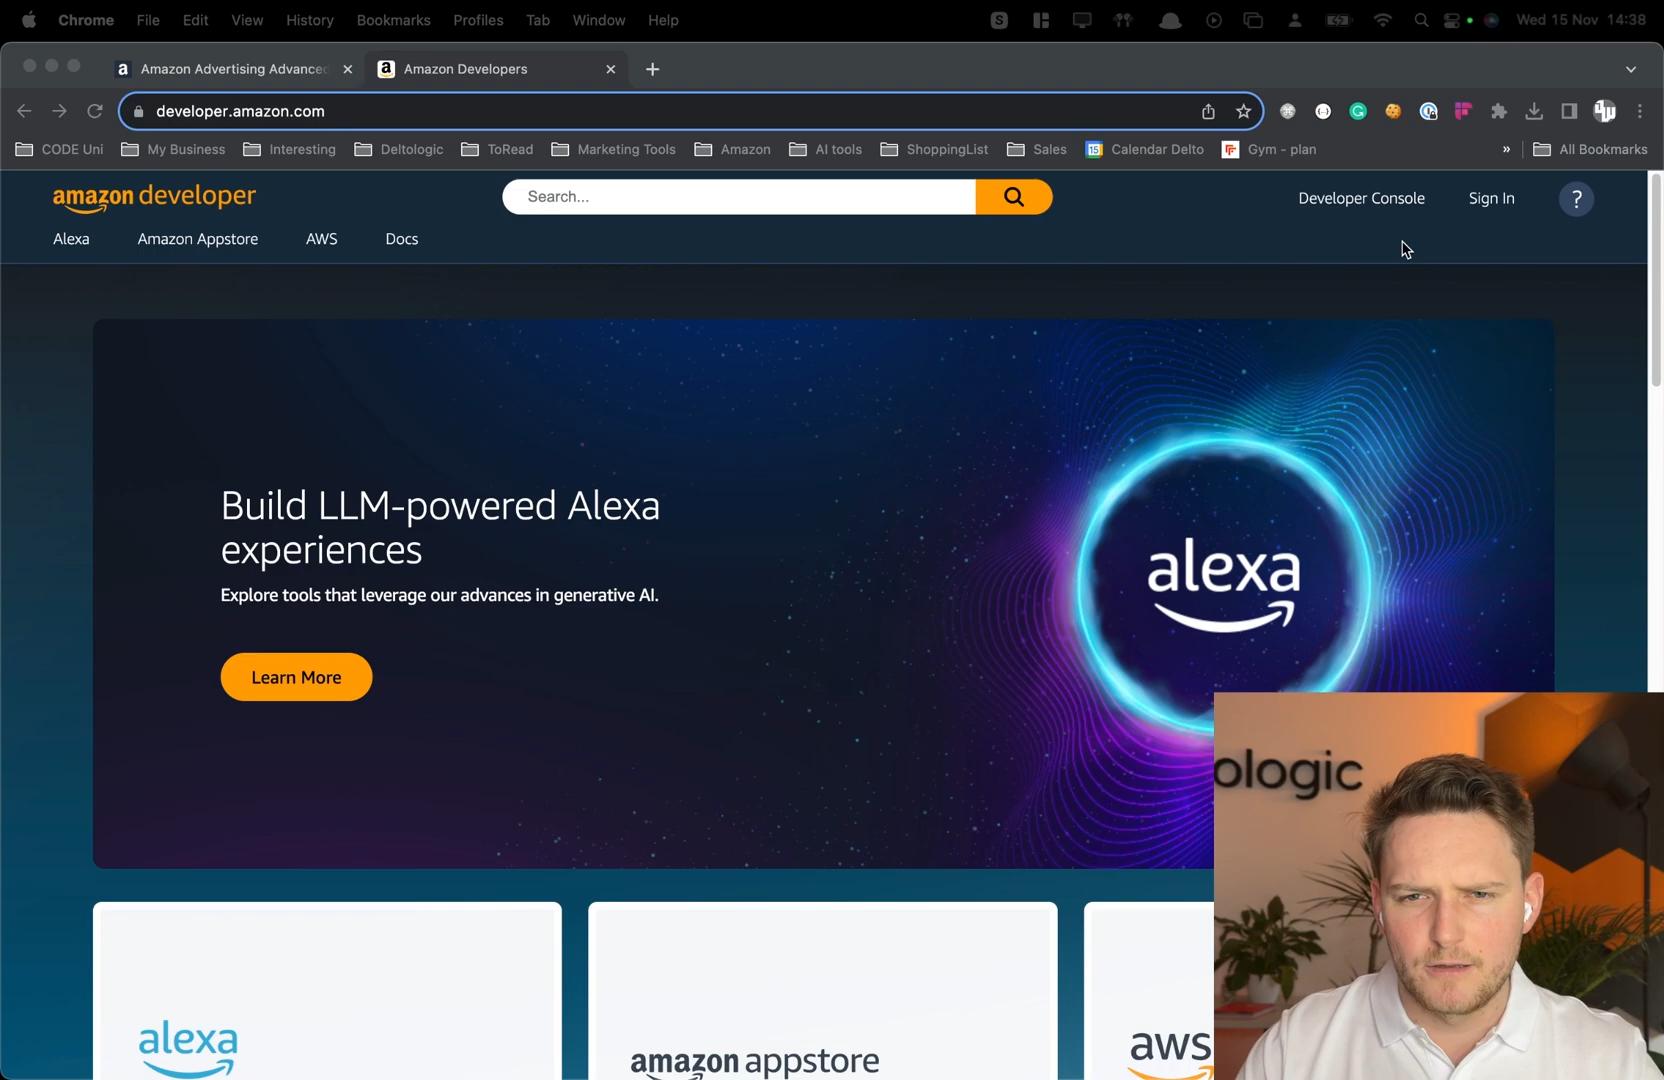 Chrome File Edit View History Bookmarks Profiles Tab Window Help
S
Wed 15 Nov 14:38
Amazon Advertising Advanced
Amazon Developers
developer.amazon.com
CODE Uni My Business Interesting Deltologic ToRead Marketing Tools Amazon AI tools ShoppingList Sales 15 Calendar Delto Gym - plan » All Bookmarks
amazon developer
Search...
Developer Console Sign In ?
Alexa Amazon Appstore AWS Docs
Build LLM-powered Alexa
experiences
Explore tools that leverage our advances in generative AI.
Learn More
alexa
ologic
alexa
amazon appstore
aws